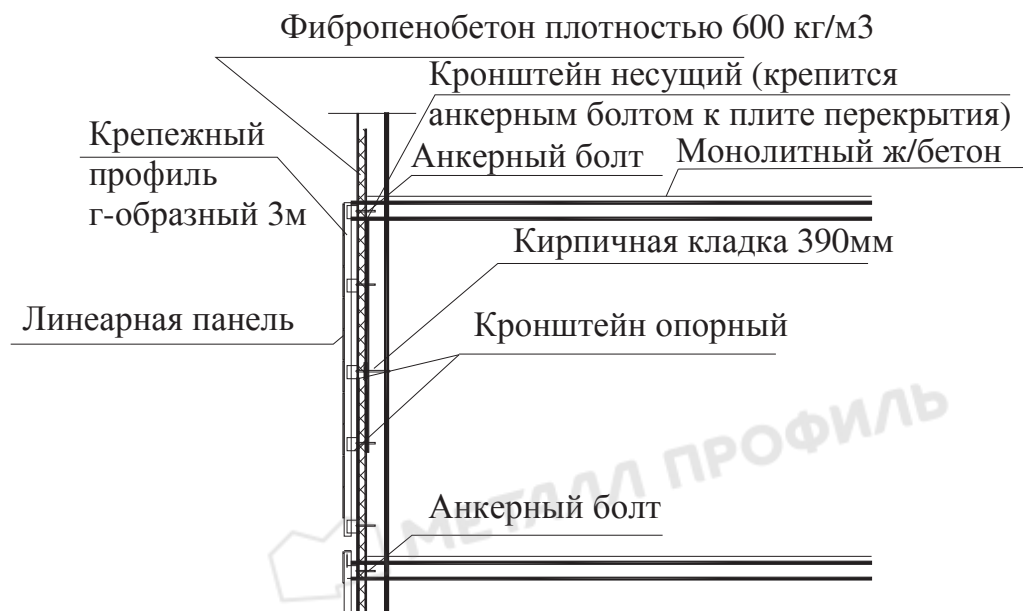 Фибропенобетон плотностью 600 кг/м3
Кронштейн несущий (крепится
анкерным болтом к плите перекрытия)
Крепежный
профиль
г-образный 3м
Анкерный болт
Монолитный ж/бетон
Кирпичная кладка 390мм
Линеарная панель
Кронштейн опорный
МЕТАЛЛ ПРОФИЛЬ
Анкерный болт